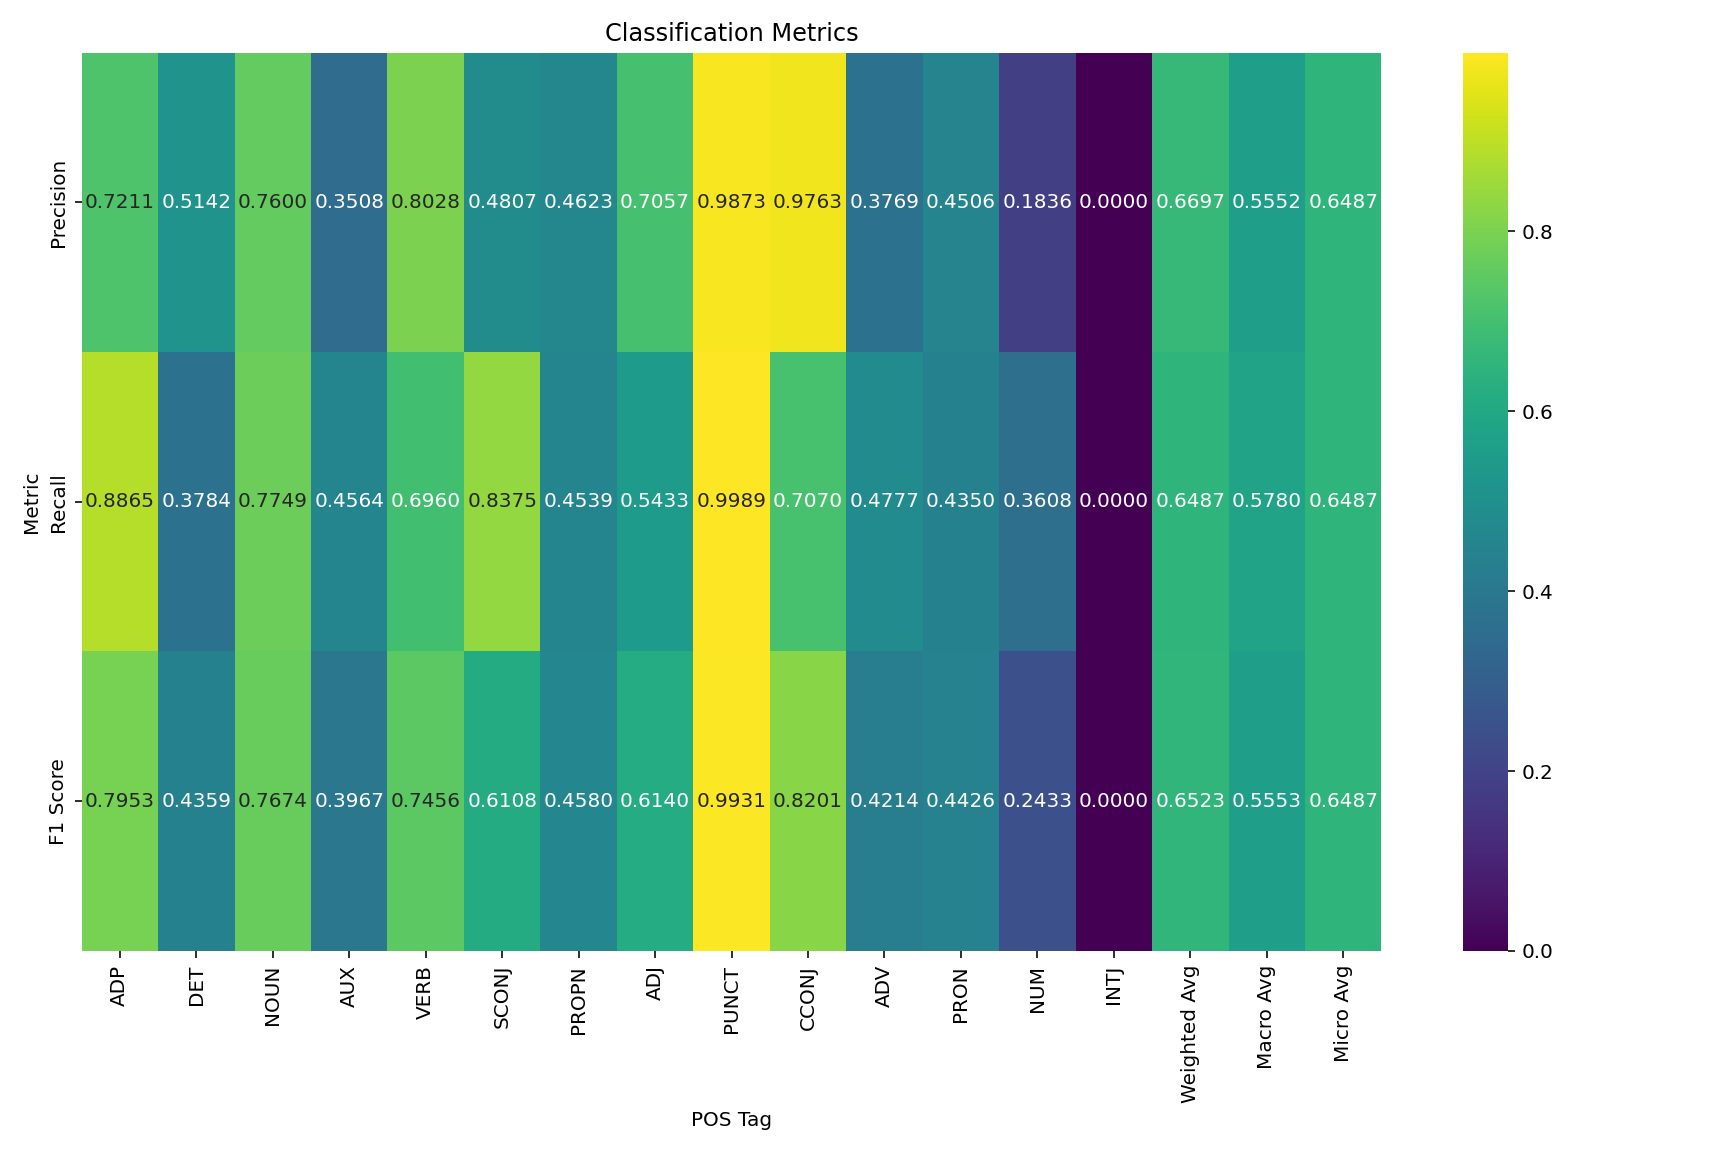 Classification Metrics
Precision
0.7211 0.5142 0.7600 0.3508 0.8028 0.4807 0.4623 0.7057 0.9873 0.9763 0.3769 0.4506 0.1836 0.0000 0.6697 0.5552 0.6487
Metric
Recall
0.8865 0.3784 0.7749 0.4564 0.6960 0.8375 0.4539 0.5433 0.9989 0.7070 0.4777 0.4350 0.3608 0.0000 0.6487 0.5780 0.6487
F1 Score
0.7953 0.4359 0.7674 0.3967 0.7456 0.6108 0.4580 0.6140 0.9931 0.8201 0.4214 0.4426 0.2433 0.0000 0.6523 0.5553 0.6487
ADP
DET
NOUN
AUX
VERB
SCONJ
PROPN
ADJ
PUNCT
CCONJ
ADV
PRON
NUM
INTJ
Weighted Avg
Macro Avg
Micro Avg
POS Tag
0.8
0.6
0.4
0.2
0.0